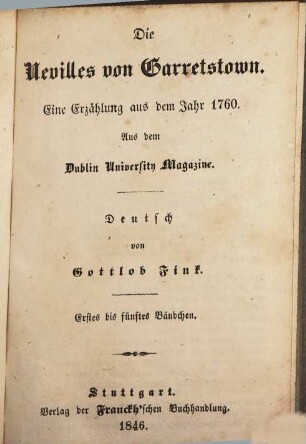 Die
Nevilles von Garretstown.
Eine Erzählung aus dem Jahr 1760.
Aus dem
Dublin University Magazine.
Deutsch
von
Gottlob Fink.
Erstes bis fünftes Bändchen.
Stuttgart.
Verlag der Franckh'schen Buchhandlung.
1846.